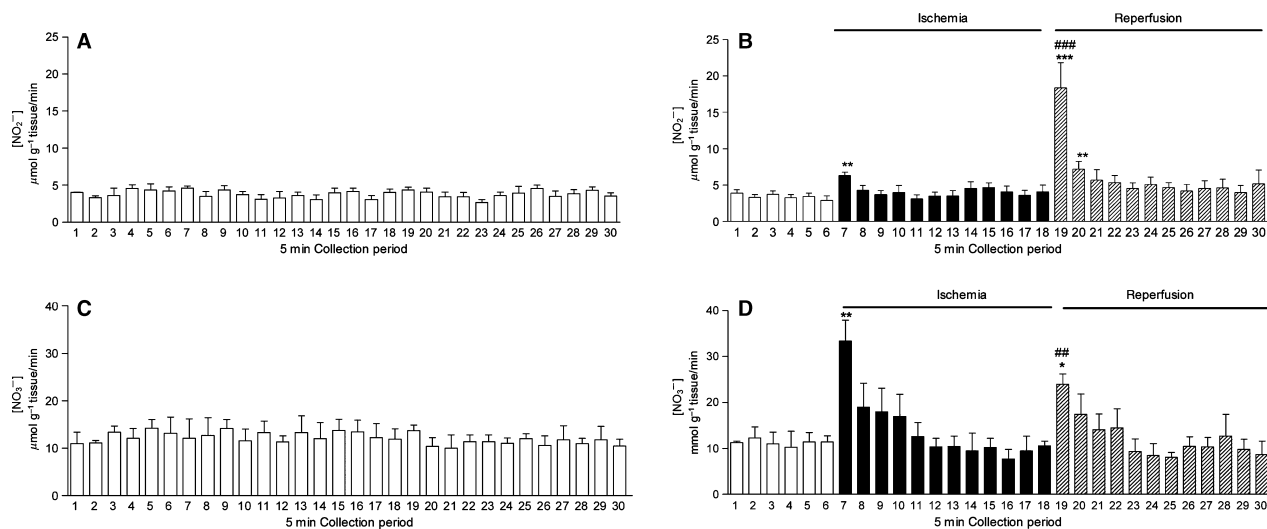 A
[NO₂⁻]
µmol g⁻¹ tissue/min
25
20
15
10
5
0
1 2 3 4 5 6 7 8 9 10 11 12 13 14 15 16 17 18 19 20 21 22 23 24 25 26 27 28 29 30
5 min Collection period
Ischemia
Reperfusion
B
[NO₂⁻]
µmol g⁻¹ tissue/min
25
20
15
10
5
0
**
###
***
**
1 2 3 4 5 6 7 8 9 10 11 12 13 14 15 16 17 18 19 20 21 22 23 24 25 26 27 28 29 30
5 min Collection period
C
[NO₃⁻]
µmol g⁻¹ tissue/min
40
30
20
10
0
1 2 3 4 5 6 7 8 9 10 11 12 13 14 15 16 17 18 19 20 21 22 23 24 25 26 27 28 29 30
5 min Collection period
Ischemia
Reperfusion
D
[NO₃⁻]
mmol g⁻¹ tissue/min
40
30
20
10
0
**
##
*
1 2 3 4 5 6 7 8 9 10 11 12 13 14 15 16 17 18 19 20 21 22 23 24 25 26 27 28 29 30
5 min Collection period